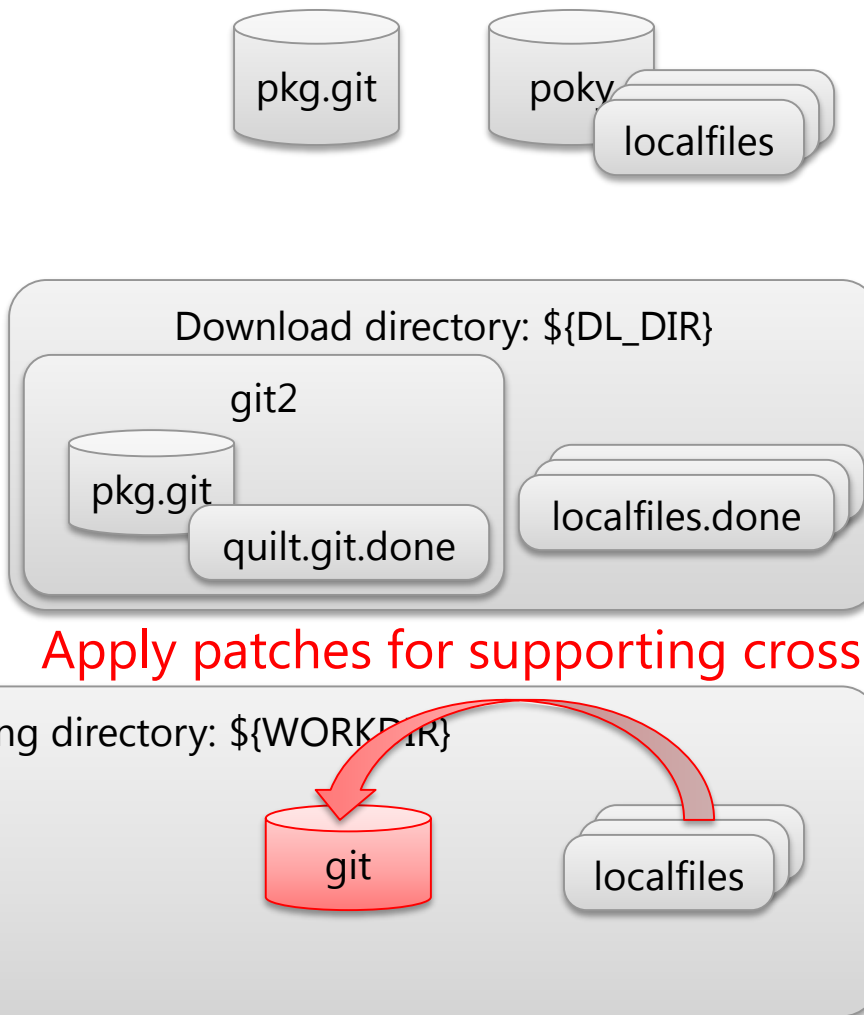 pkg.git
poky
localfiles
Download directory: ${DL_DIR}
git2
pkg.git
quilt.git.done
localfiles.done
Apply patches for supporting cross
ng directory: ${WORKDIR}
git
localfiles